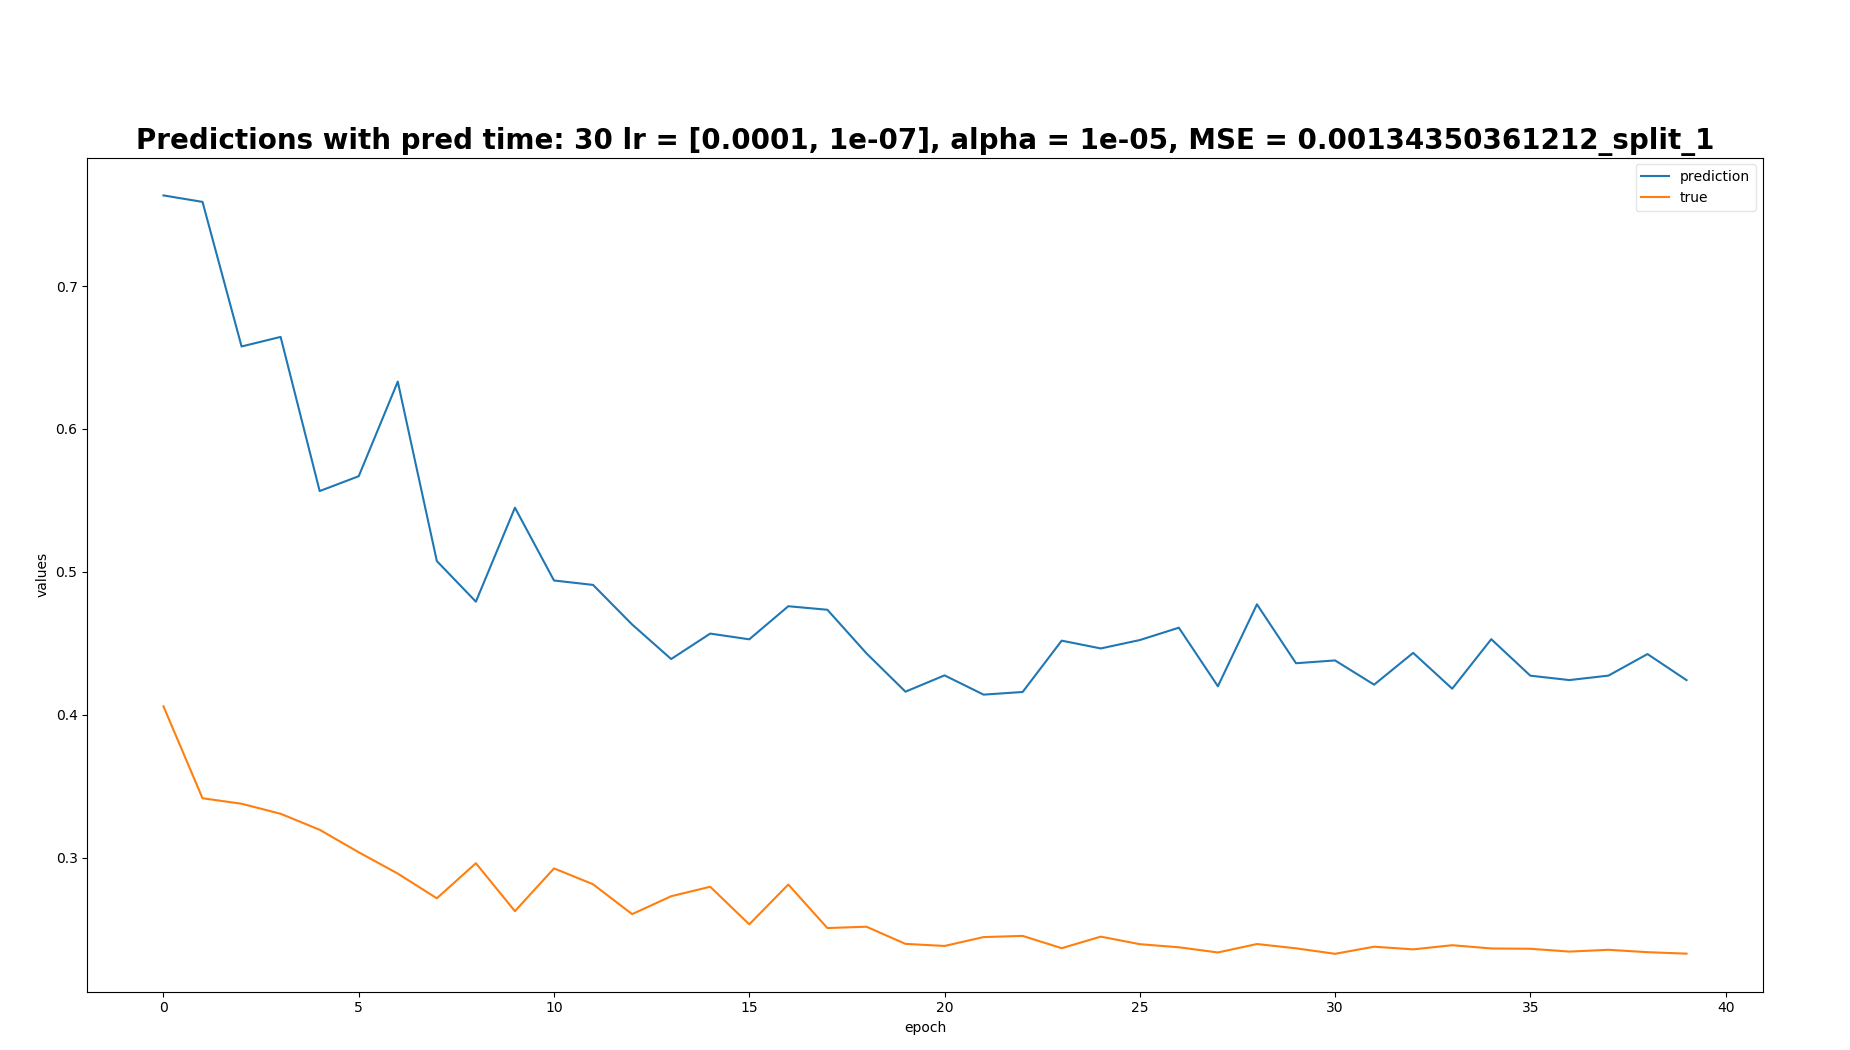 Predictions with pred time: 30 lr = [0.0001, 1e-07], alpha = 1e-05, MSE = 0.00134350361212_split_1
prediction
true
values
0.7
0.6
0.5
0.4
0.3
0 5 10 15 20 25 30 35 40
epoch